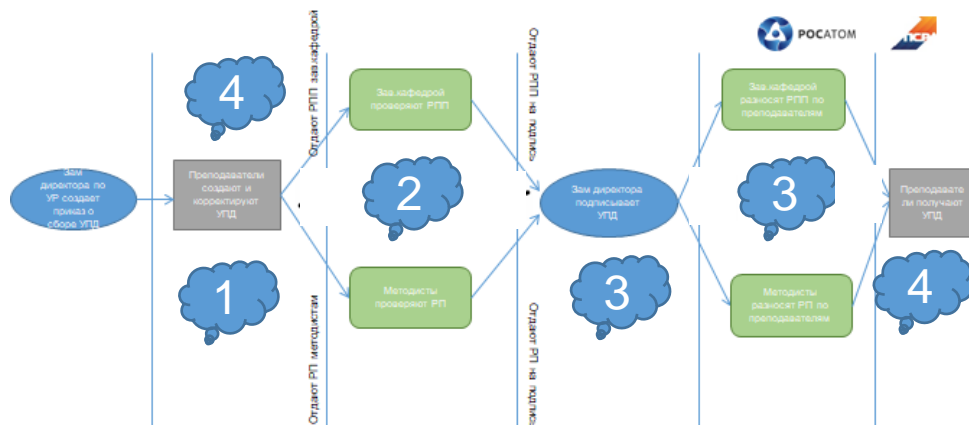 РОСАТОМ
Отдают РПП зав.кафедрой
Отдают РПП на подпись
4
Зав.кафедрой
проверяют РПП
Зав.кафедрой
разносят РПП по
преподавателям
Зам
директора по
УР создает
приказ о
сборе УПД
Преподаватели
создают и
корректируют
УПД
2
Зам директора
подписывает
УПД
3
Преподавате
ли получают
УПД
1
Методисты
проверяют РП
3
Методисты
разносят РП по
преподавателям
4
Отдают РП методистам
Отдают РП на подпись